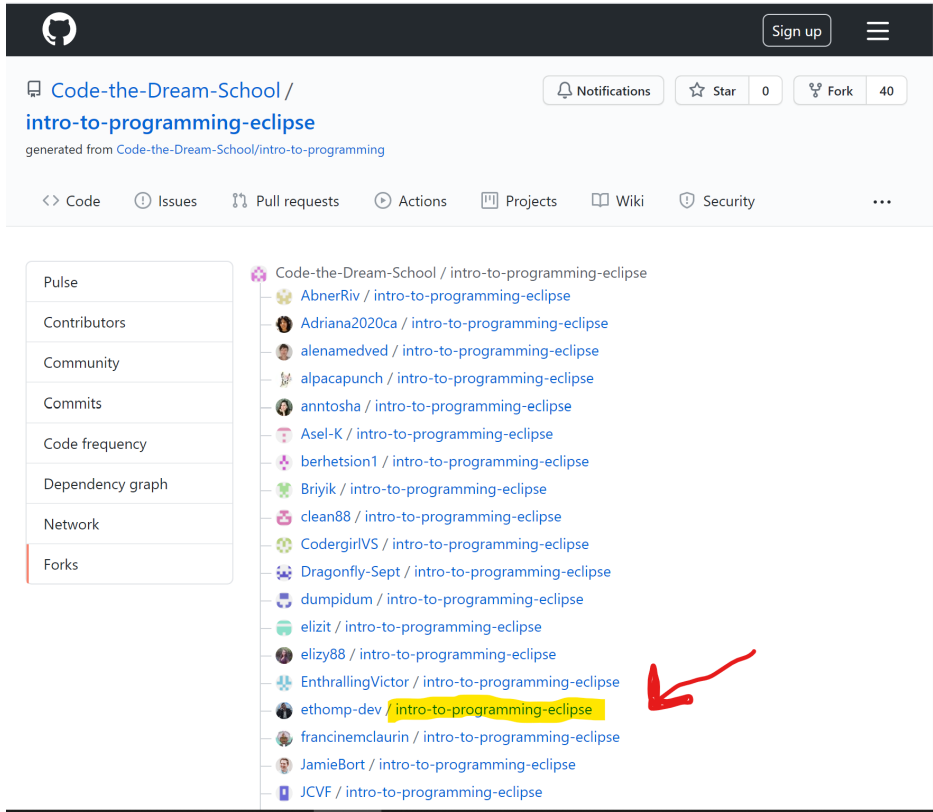 Sign up
Code-the-Dream-School /
intro-to-programming-eclipse
generated from Code-the-Dream-School/intro-to-programming
Notifications
Star 0
Fork 40
Code Issues Pull requests Actions Projects Wiki Security ...
Pulse
Contributors
Community
Commits
Code frequency
Dependency graph
Network
Forks
Code-the-Dream-School / intro-to-programming-eclipse
AbnerRiv / intro-to-programming-eclipse
Adriana2020ca / intro-to-programming-eclipse
alenamedved / intro-to-programming-eclipse
alpacapunch / intro-to-programming-eclipse
anntosha / intro-to-programming-eclipse
Asel-K / intro-to-programming-eclipse
berhetsion1 / intro-to-programming-eclipse
Briyik / intro-to-programming-eclipse
clean88 / intro-to-programming-eclipse
CodergirlVS / intro-to-programming-eclipse
Dragonfly-Sept / intro-to-programming-eclipse
dumpidum / intro-to-programming-eclipse
elizit / intro-to-programming-eclipse
elizy88 / intro-to-programming-eclipse
EnthrallingVictor / intro-to-programming-eclipse
ethomp-dev / intro-to-programming-eclipse
francinemclaurin / intro-to-programming-eclipse
JamieBort / intro-to-programming-eclipse
JCVF / intro-to-programming-eclipse